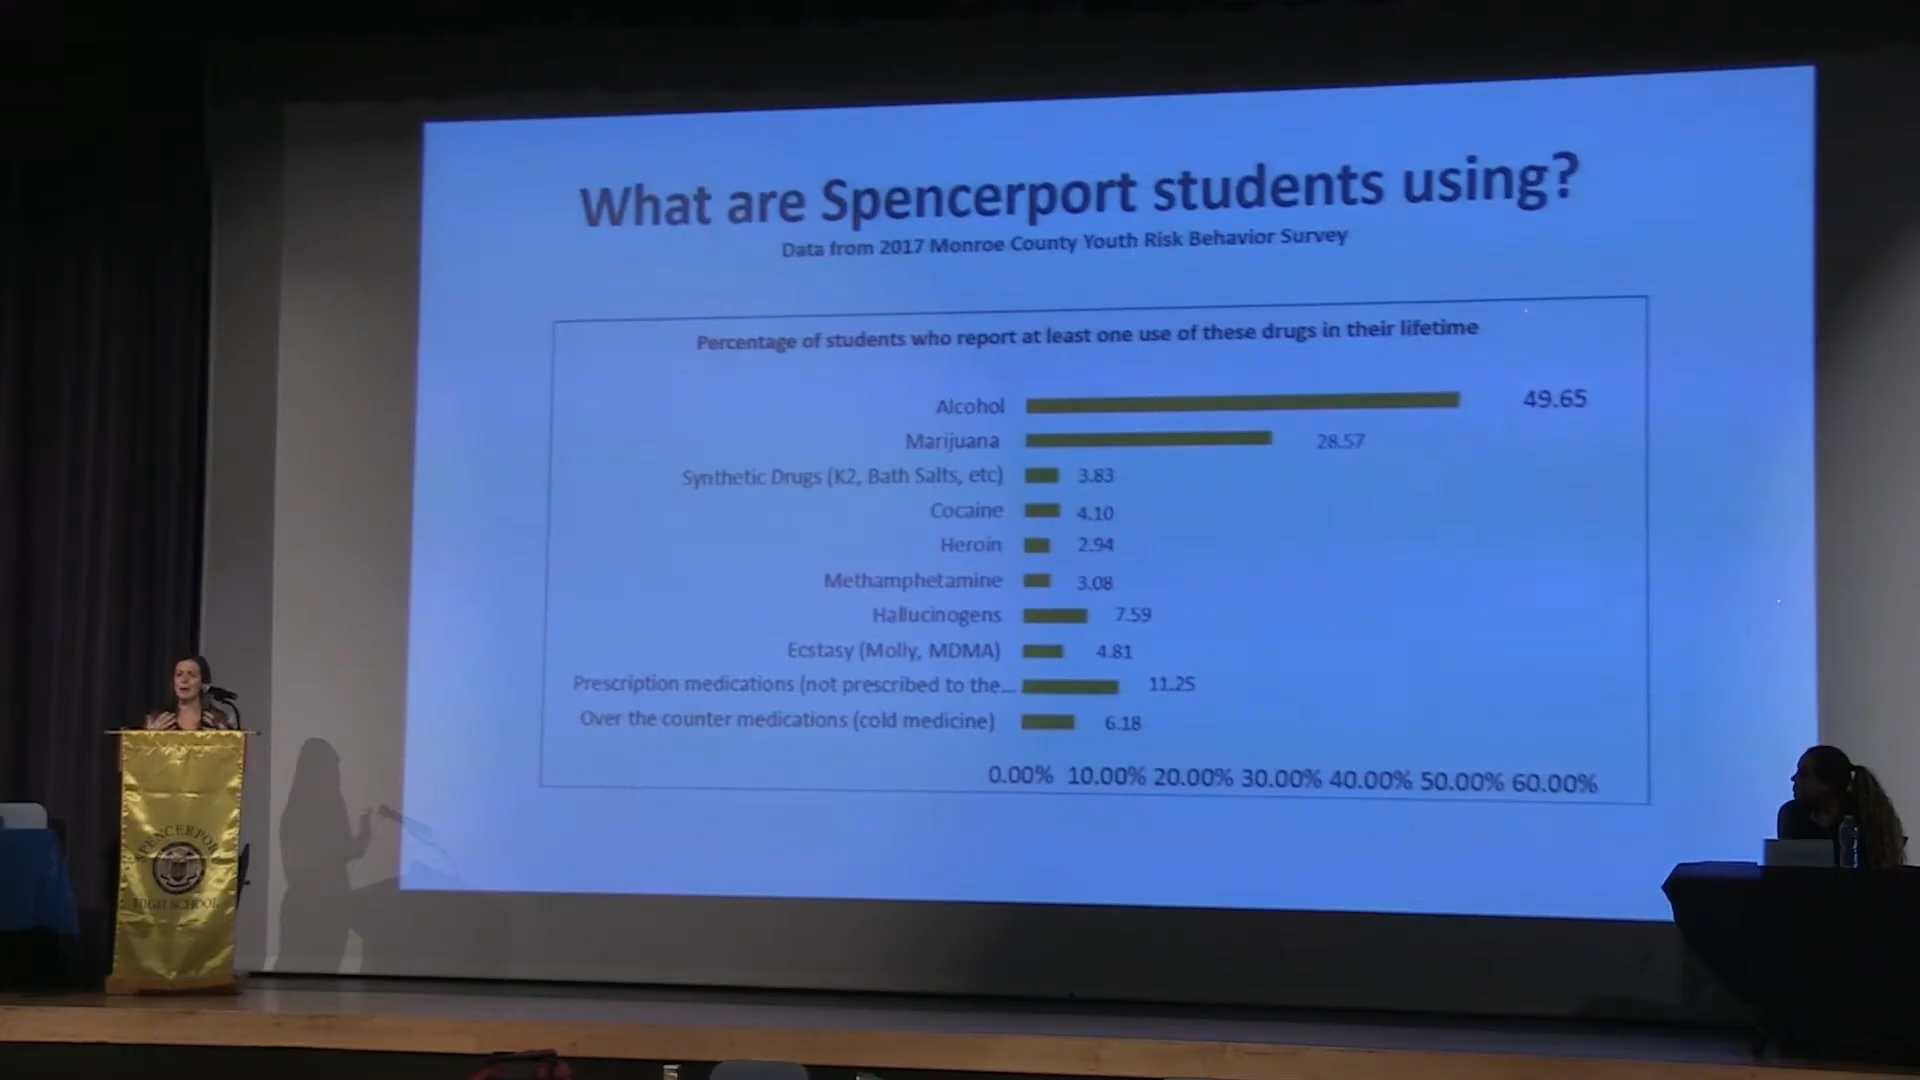 What are Spencerport students using?
Data from 2017 Monroe County Youth Risk Behavior Survey
Percentage of students who report at least one use of these drugs in their lifetime
Alcohol 49.65
Marijuana 28.57
Synthetic Drugs (K2, Bath Salts, etc) 3.83
Cocaine 4.10
Heroin 2.94
Methamphetamine 3.08
Hallucinogens 7.59
Ecstasy (Molly, MDMA) 4.81
Prescription medications (not prescribed to the... 11.25
Over the counter medications (cold medicine) 6.18
0.00% 10.00% 20.00% 30.00% 40.00% 50.00% 60.00%
SPENCERPORT
HIGH SCHOOL